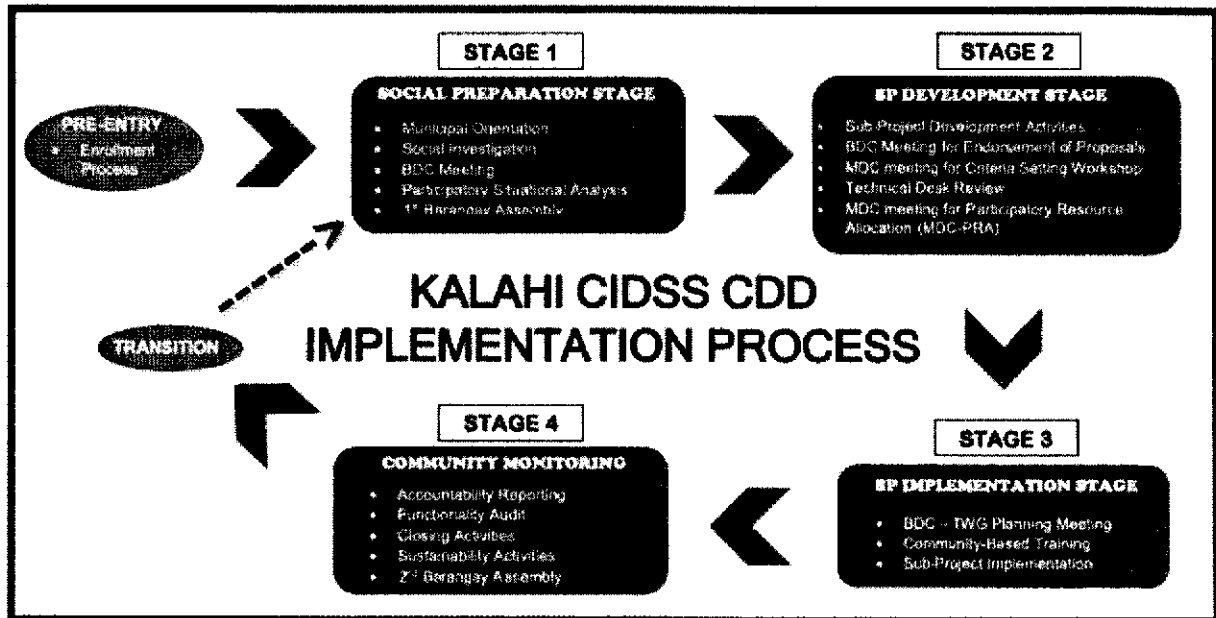 PRE-ENTRY
• Enrollment
Process
STAGE 1
SOCIAL PREPARATION STAGE
• Municipal Orientation
• Social Investigation
• BDC Meeting
• Participatory Situational Analysis
• 1st Barangay Assembly
STAGE 2
SP DEVELOPMENT STAGE
• Sub-Project Development Activities
• BDC Meeting for Endorsement of Proposals
• MDC meeting for Criteria Setting Workshop
• Technical Desk Review
• MDC meeting for Participatory Resource
Allocation (MDC-PRA)
KALAHI CIDSS CDD
IMPLEMENTATION PROCESS
STAGE 3
SP IMPLEMENTATION STAGE
• BDC – TWG Planning Meeting
• Community-Based Training
• Sub-Project Implementation
STAGE 4
COMMUNITY MONITORING
• Accountability Reporting
• Functionality Audit
• Closing Activities
• Sustainability Activities
• 2nd Barangay Assembly
TRANSITION